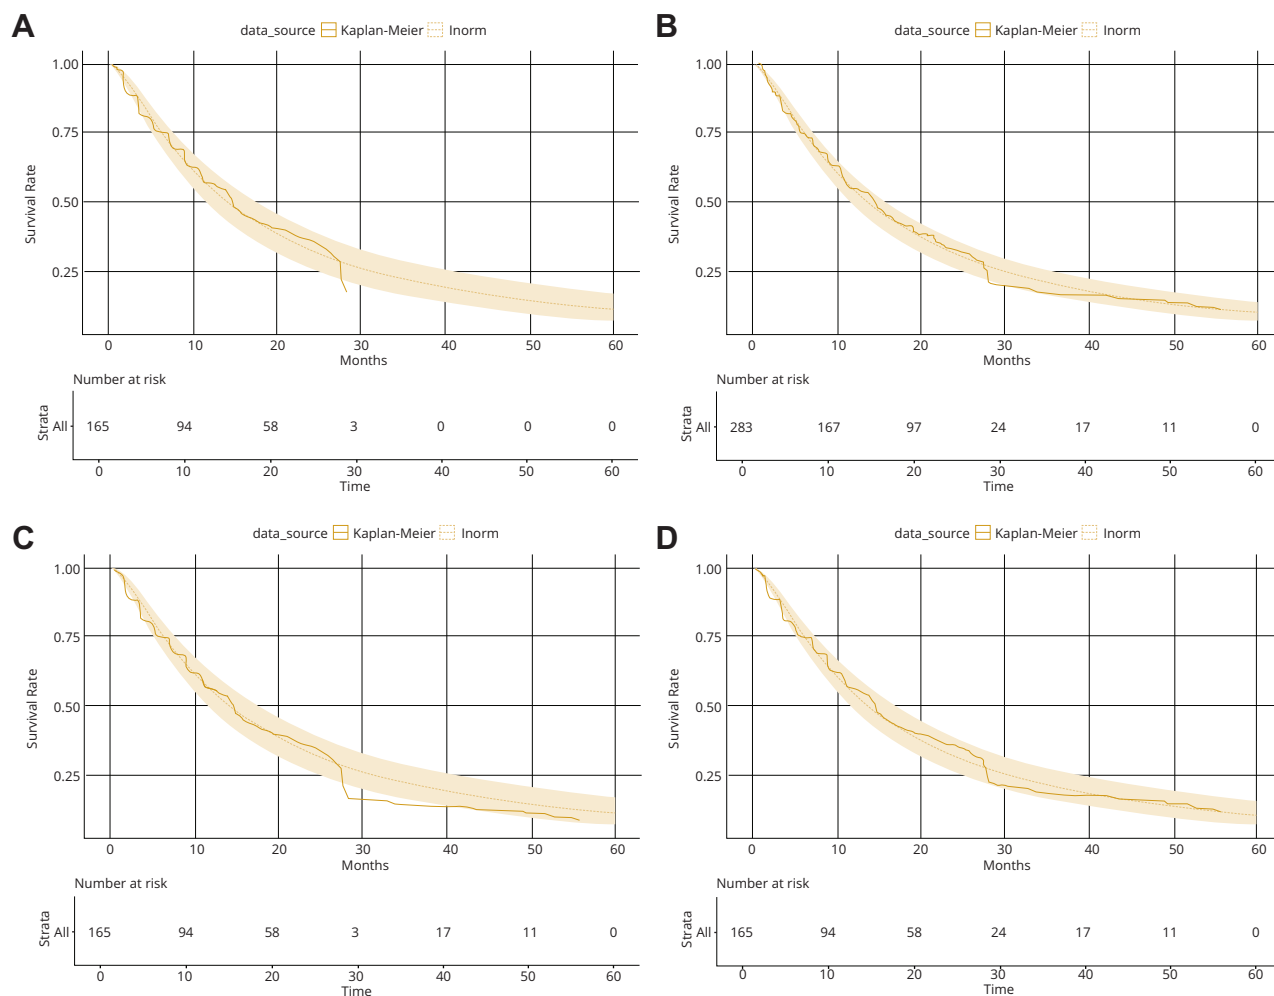 A
data_source Kaplan-Meier lnorm
1.00
0.75
0.50
0.25
Survival Rate
0 10 20 30 40 50 60
Months
Number at risk
Strata
All 165 94 58 3 0 0 0
0 10 20 30 40 50 60
Time
B
data_source Kaplan-Meier lnorm
1.00
0.75
0.50
0.25
Survival Rate
0 10 20 30 40 50 60
Months
Number at risk
Strata
All 283 167 97 24 17 11 0
0 10 20 30 40 50 60
Time
C
data_source Kaplan-Meier lnorm
1.00
0.75
0.50
0.25
Survival Rate
0 10 20 30 40 50 60
Months
Number at risk
Strata
All 165 94 58 3 17 11 0
0 10 20 30 40 50 60
Time
D
data_source Kaplan-Meier lnorm
1.00
0.75
0.50
0.25
Survival Rate
0 10 20 30 40 50 60
Months
Number at risk
Strata
All 165 94 58 24 17 11 0
0 10 20 30 40 50 60
Time